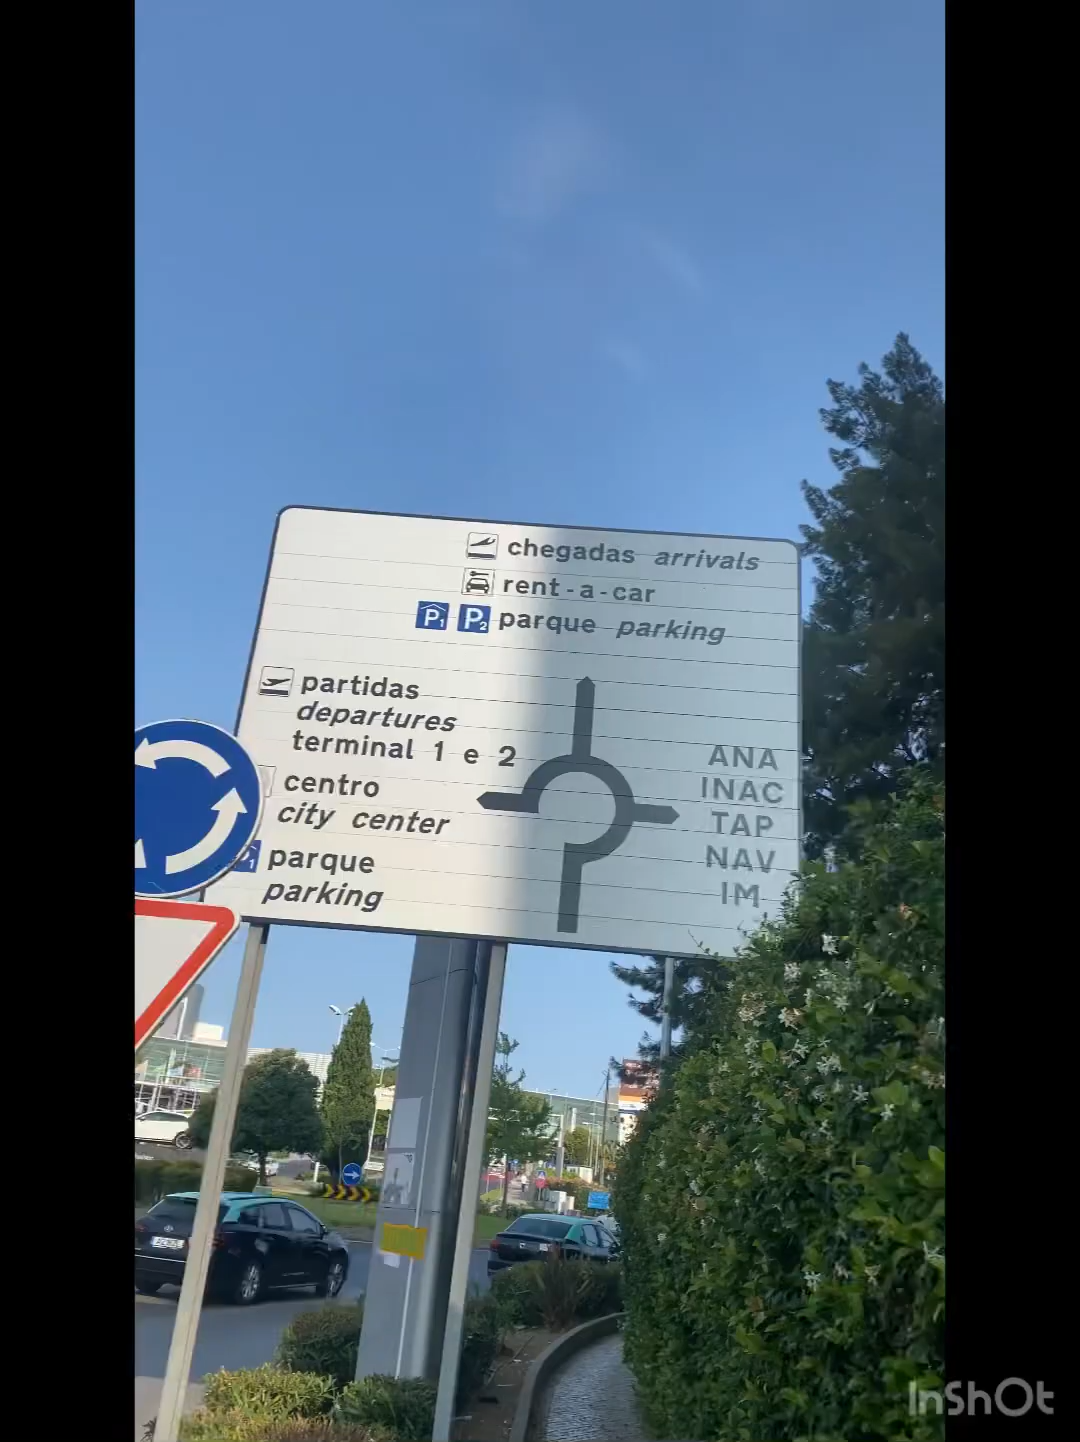 chegadas arrivals
rent-a-car
P1 P2 parque parking
partidas
departures
terminal 1 e 2
centro
city center
parque
parking
ANA
INAC
TAP
NAV
IM
InShOt